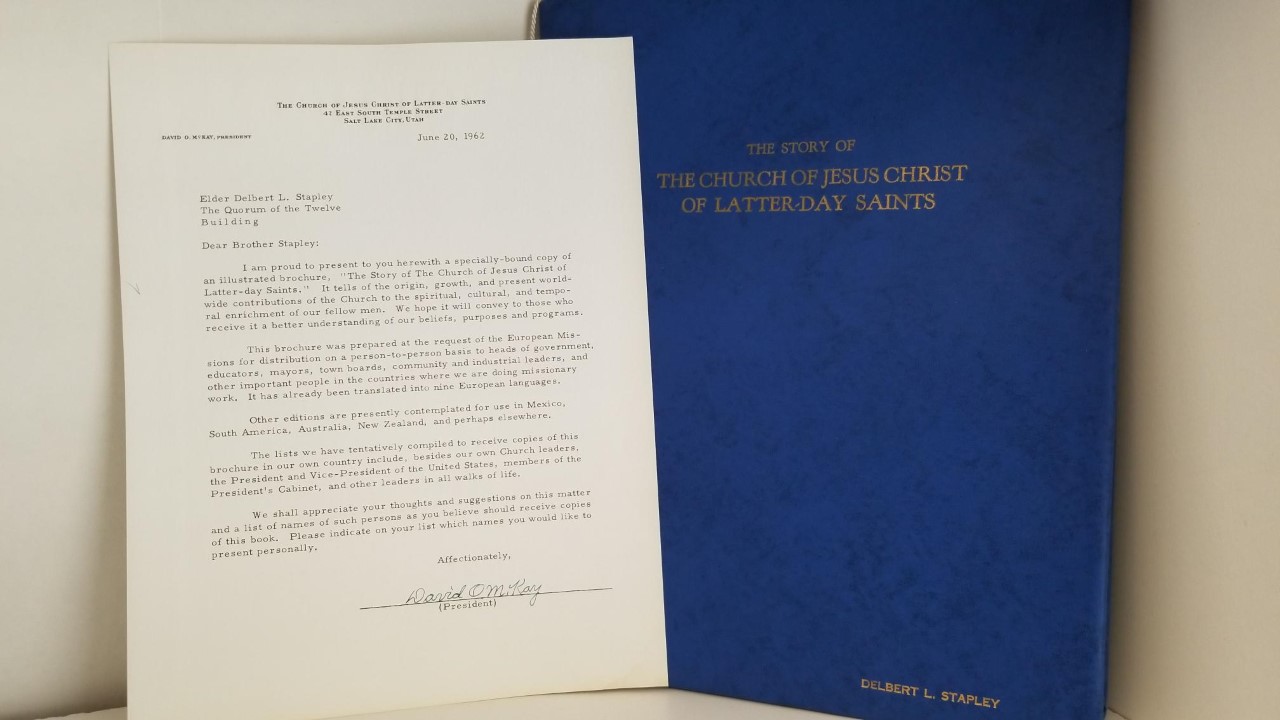 THE CHURCH OF JESUS CHRIST OF LATTER-DAY SAINTS
47 EAST SOUTH TEMPLE STREET
SALT LAKE CITY, UTAH
DAVID O. MCKAY, PRESIDENT
June 20, 1962
Elder Delbert L. Stapley
The Quorum of the Twelve
Building
Dear Brother Stapley:
I am proud to present to you herewith a specially-bound copy of
an illustrated brochure, "The Story of The Church of Jesus Christ of
Latter-day Saints." It tells of the origin, growth, and present world-
wide contributions of the Church to the spiritual, cultural, and tempo-
ral enrichment of our fellow men. We hope it will convey to those who
receive it a better understanding of our beliefs, purposes and programs.
This brochure was prepared at the request of the European Mis-
sions for distribution on a person-to-person basis to heads of government,
educators, mayors, town boards, community and industrial leaders, and
other important people in the countries where we are doing missionary
work. It has already been translated into nine European languages.
Other editions are presently contemplated for use in Mexico,
South America, Australia, New Zealand, and perhaps elsewhere.
The lists we have tentatively compiled to receive copies of this
brochure in our own country include, besides our own Church leaders,
the President and Vice-President of the United States, members of the
President's Cabinet, and other leaders in all walks of life.
We shall appreciate your thoughts and suggestions on this matter
and a list of names of such persons as you believe should receive copies
of this book. Please indicate on your list which names you would like to
present personally.
Affectionately,
David O. McKay
(President)
THE STORY OF
THE CHURCH OF JESUS CHRIST
OF LATTER-DAY SAINTS
DELBERT L. STAPLEY